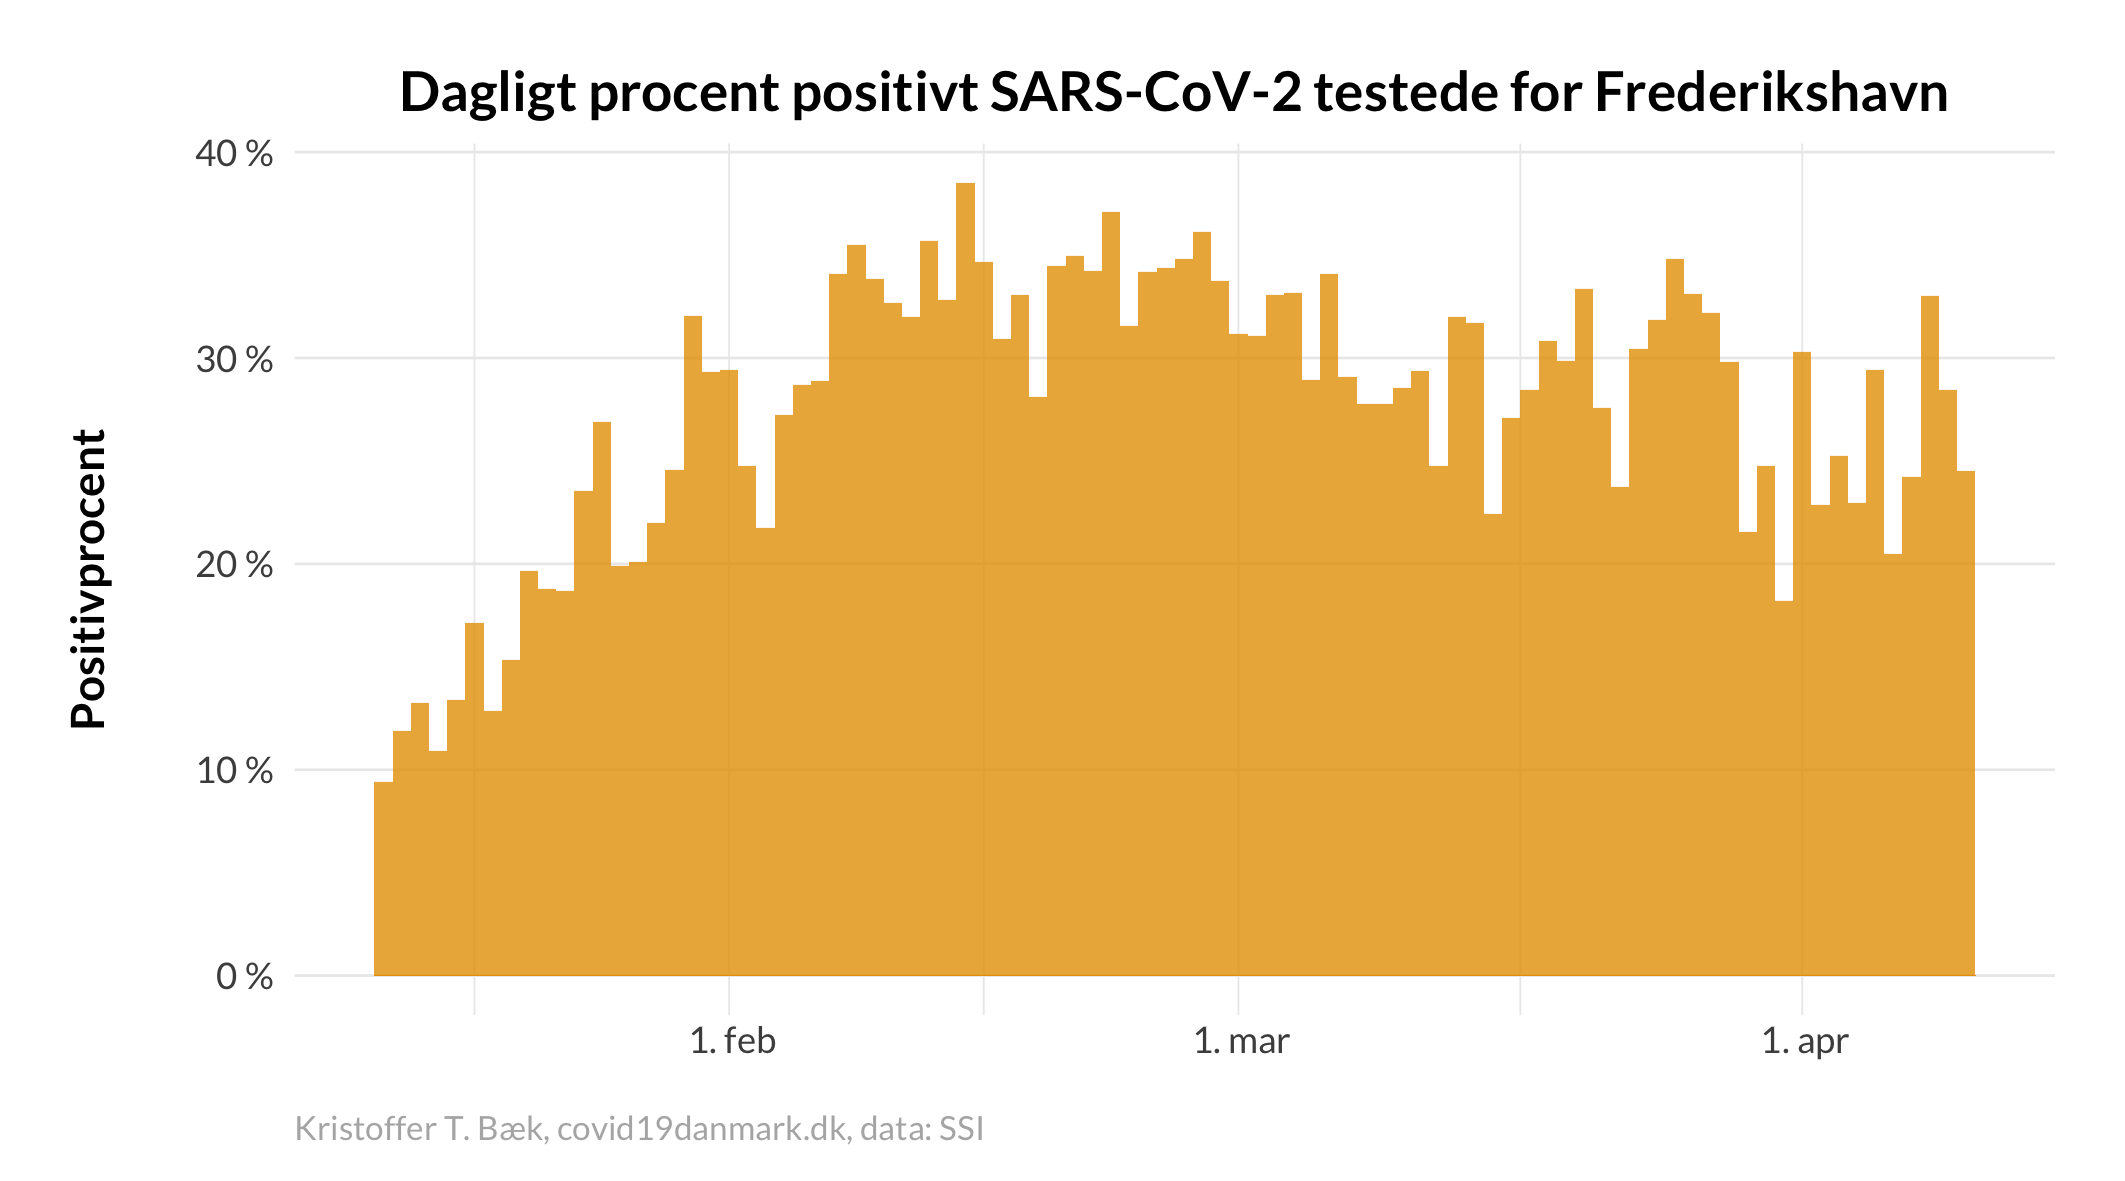 Dagligt procent positivt SARS-CoV-2 testede for Frederikshavn
Positivprocent
40 %
30 %
20 %
10 %
0 %
1. feb
1. mar
1. apr
Kristoffer T. Bæk, covid19danmark.dk, data: SSI